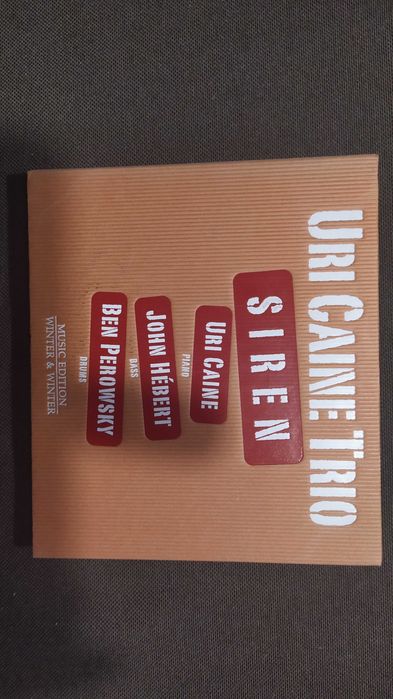 URI CAINE TRIO
SIREN
URI CAINE
PIANO
JOHN HÉBERT
BASS
BEN PEROWSKY
DRUMS
MUSIC EDITION
WINTER & WINTER